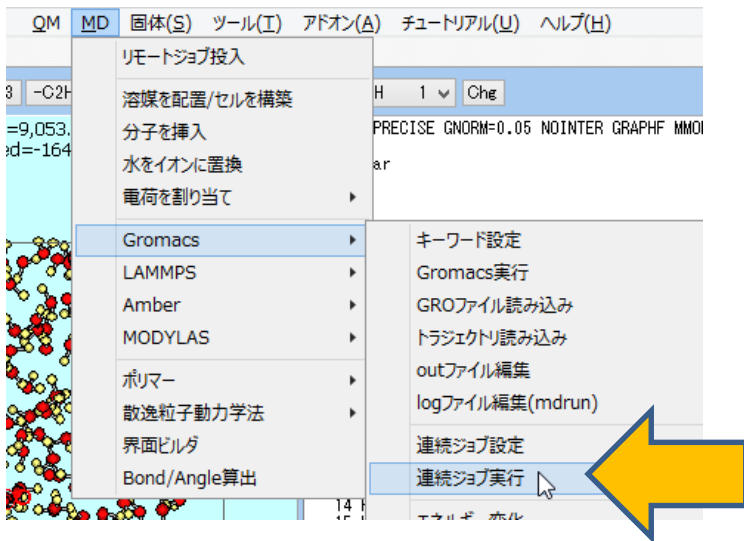 QM MD 固体(S) ツール(T) アドオン(A) チュートリアル(U) ヘルプ(H)
リモートジョブ投入
3 -C2H H 1 Chg
溶媒を配置/セルを構築
=9,053. PRECISE GNORM=0.05 NOINTER GRAPHF MMO
分子を挿入
ed=-164
水をイオンに置換 ar
電荷を割り当て
Gromacs キーワード設定
LAMMPS Gromacs実行
Amber GROファイル読み込み
MODYLAS トラジェクトリ読み込み
outファイル編集
ポリマー logファイル編集(mdrun)
散逸粒子動力学法
界面ビルダ 連続ジョブ設定
Bond/Angle算出 連続ジョブ実行
14 H
エネルギー変化